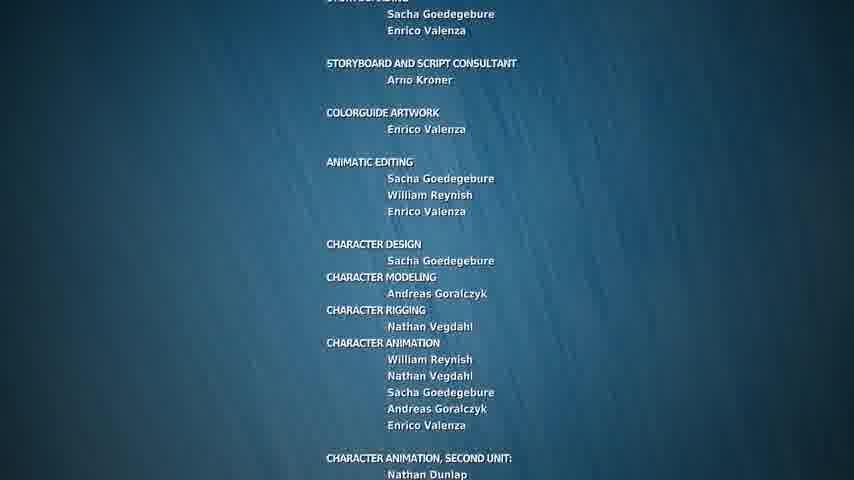 STORYBOARDING
Sacha Goedegebure
Enrico Valenza
STORYBOARD AND SCRIPT CONSULTANT
Arno Kroner
COLORGUIDE ARTWORK
Enrico Valenza
ANIMATIC EDITING
Sacha Goedegebure
William Reynish
Enrico Valenza
CHARACTER DESIGN
Sacha Goedegebure
CHARACTER MODELING
Andreas Goralczyk
CHARACTER RIGGING
Nathan Vegdahl
CHARACTER ANIMATION
William Reynish
Nathan Vegdahl
Sacha Goedegebure
Andreas Goralczyk
Enrico Valenza
CHARACTER ANIMATION, SECOND UNIT:
Nathan Dunlap